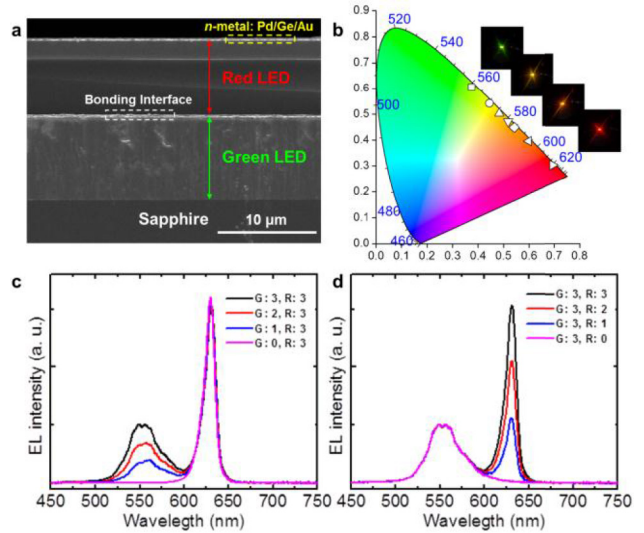 a
n-metal: Pd/Ge/Au
Red LED
Bonding Interface
Green LED
Sapphire
10 μm
b
0.9
0.8
0.7
0.6
0.5
0.4
0.3
0.2
0.1
0.0
0.0 0.1 0.2 0.3 0.4 0.5 0.6 0.7 0.8
520
540
560
500
580
600
620
480
460
c
EL intensity (a. u.)
G: 3, R: 3
G: 2, R: 3
G: 1, R: 3
G: 0, R: 3
450 500 550 600 650 700 750
Wavelegth (nm)
d
EL intensity (a. u.)
G: 3, R: 3
G: 3, R: 2
G: 3, R: 1
G: 3, R: 0
450 500 550 600 650 700 750
Wavelegth (nm)